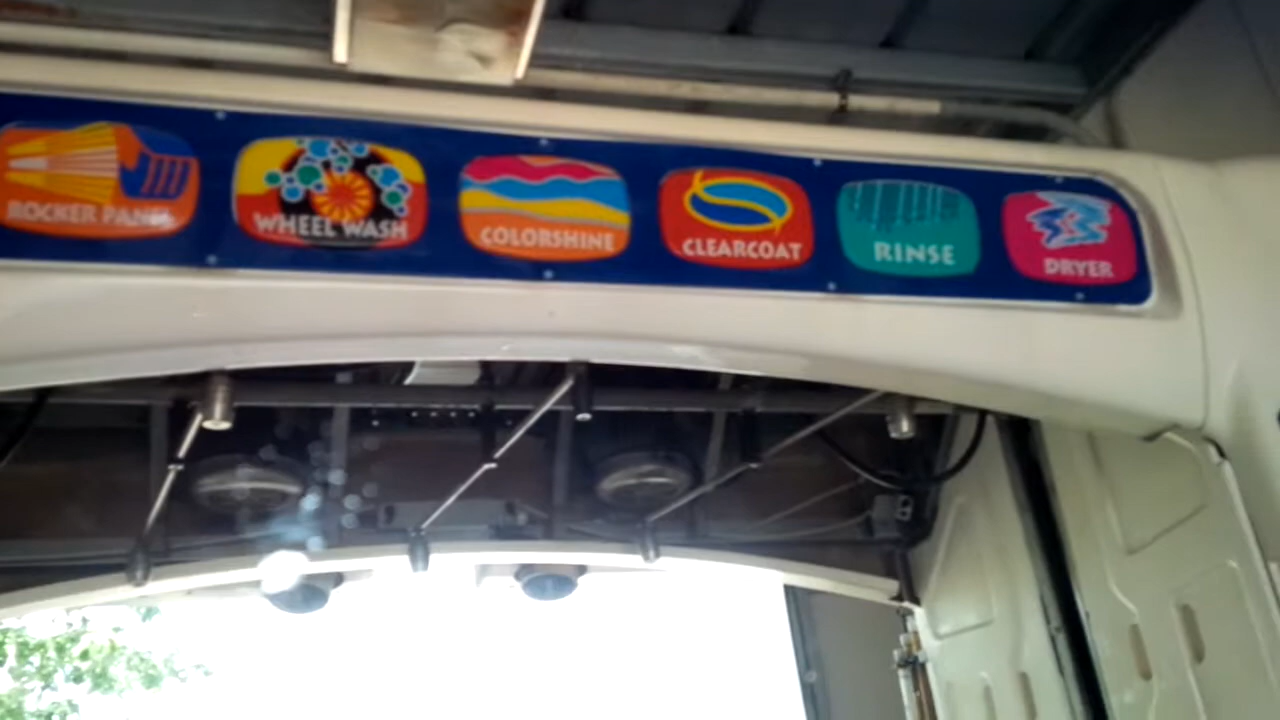 ROCKER PANEL
WHEEL WASH
COLORSHINE
CLEARCOAT
RINSE
DRYER